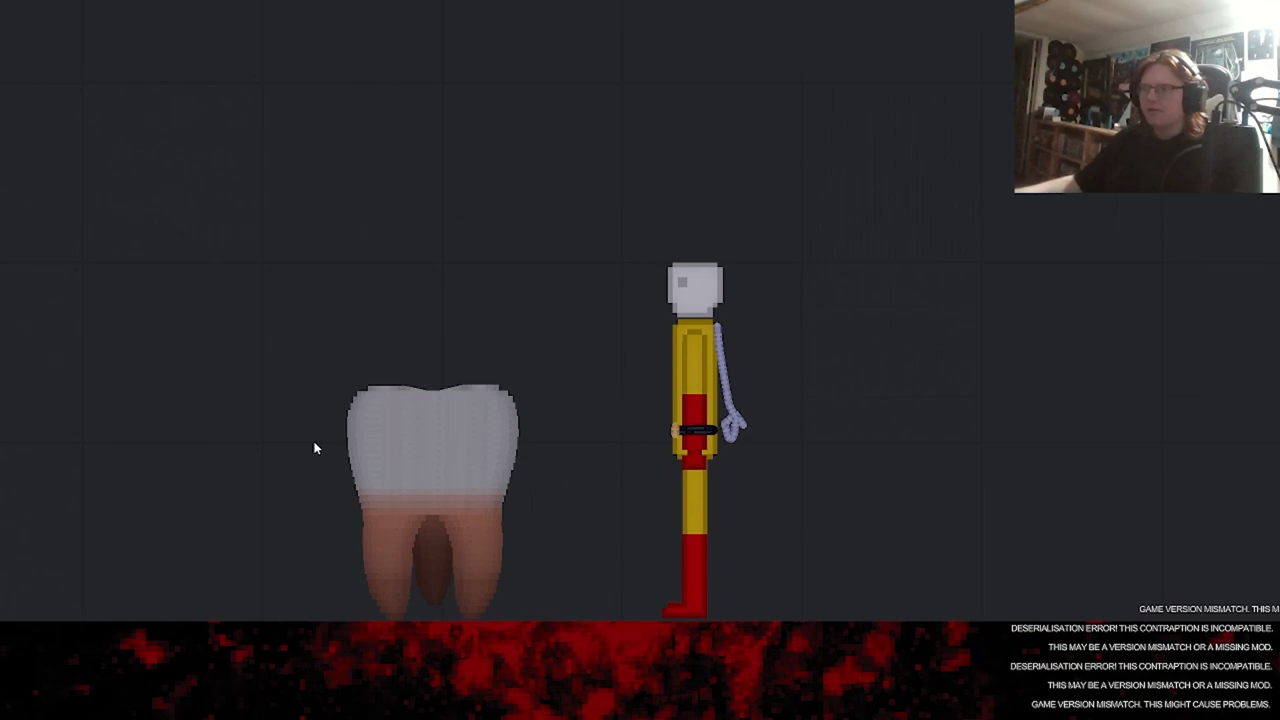 GAME VERSION MISMATCH. THIS M
DESERIALISATION ERROR! THIS CONTRAPTION IS INCOMPATIBLE.
THIS MAY BE A VERSION MISMATCH OR A MISSING MOD.
DESERIALISATION ERROR! THIS CONTRAPTION IS INCOMPATIBLE.
THIS MAY BE A VERSION MISMATCH OR A MISSING MOD.
GAME VERSION MISMATCH. THIS MIGHT CAUSE PROBLEMS.